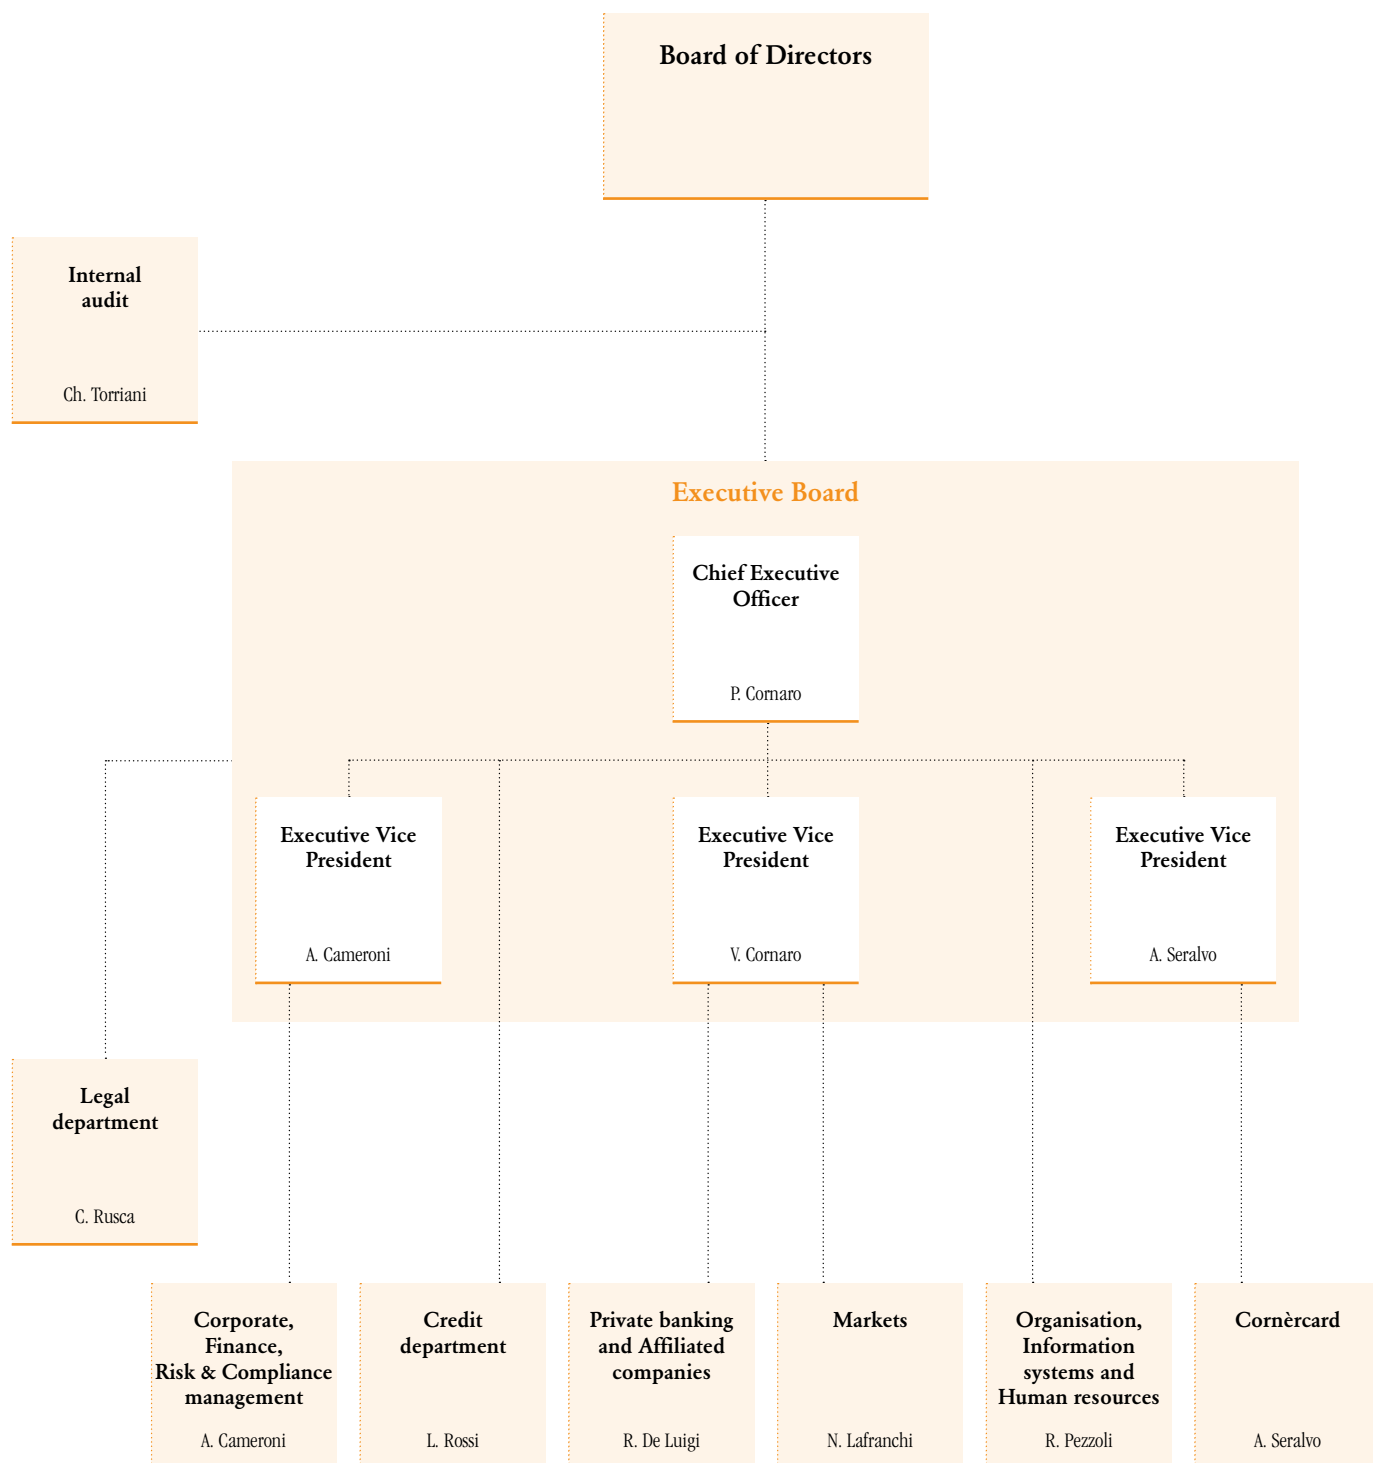 Board of Directors
Internal
audit
Ch. Torriani
Executive Board
Chief Executive
Officer
P. Cornaro
Executive Vice
President
A. Cameroni
Executive Vice
President
V. Cornaro
Executive Vice
President
A. Seralvo
Legal
department
C. Rusca
Corporate,
Finance,
Risk & Compliance
management
A. Cameroni
Credit
department
L. Rossi
Private banking
and Affiliated
companies
R. De Luigi
Markets
N. Lafranchi
Organisation,
Information
systems and
Human resources
R. Pezzoli
Cornèrcard
A. Seralvo